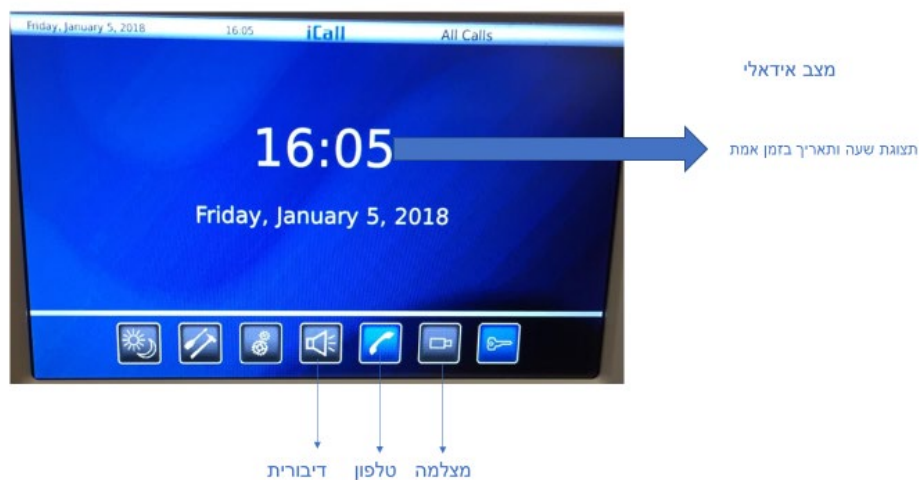 Friday, January 5, 2018 16:05 iCall All Calls
מצב אידאלי
16:05
תצוגת שעה ותאריך בזמן אמת
Friday, January 5, 2018
דיבורית טלפון מצלמה